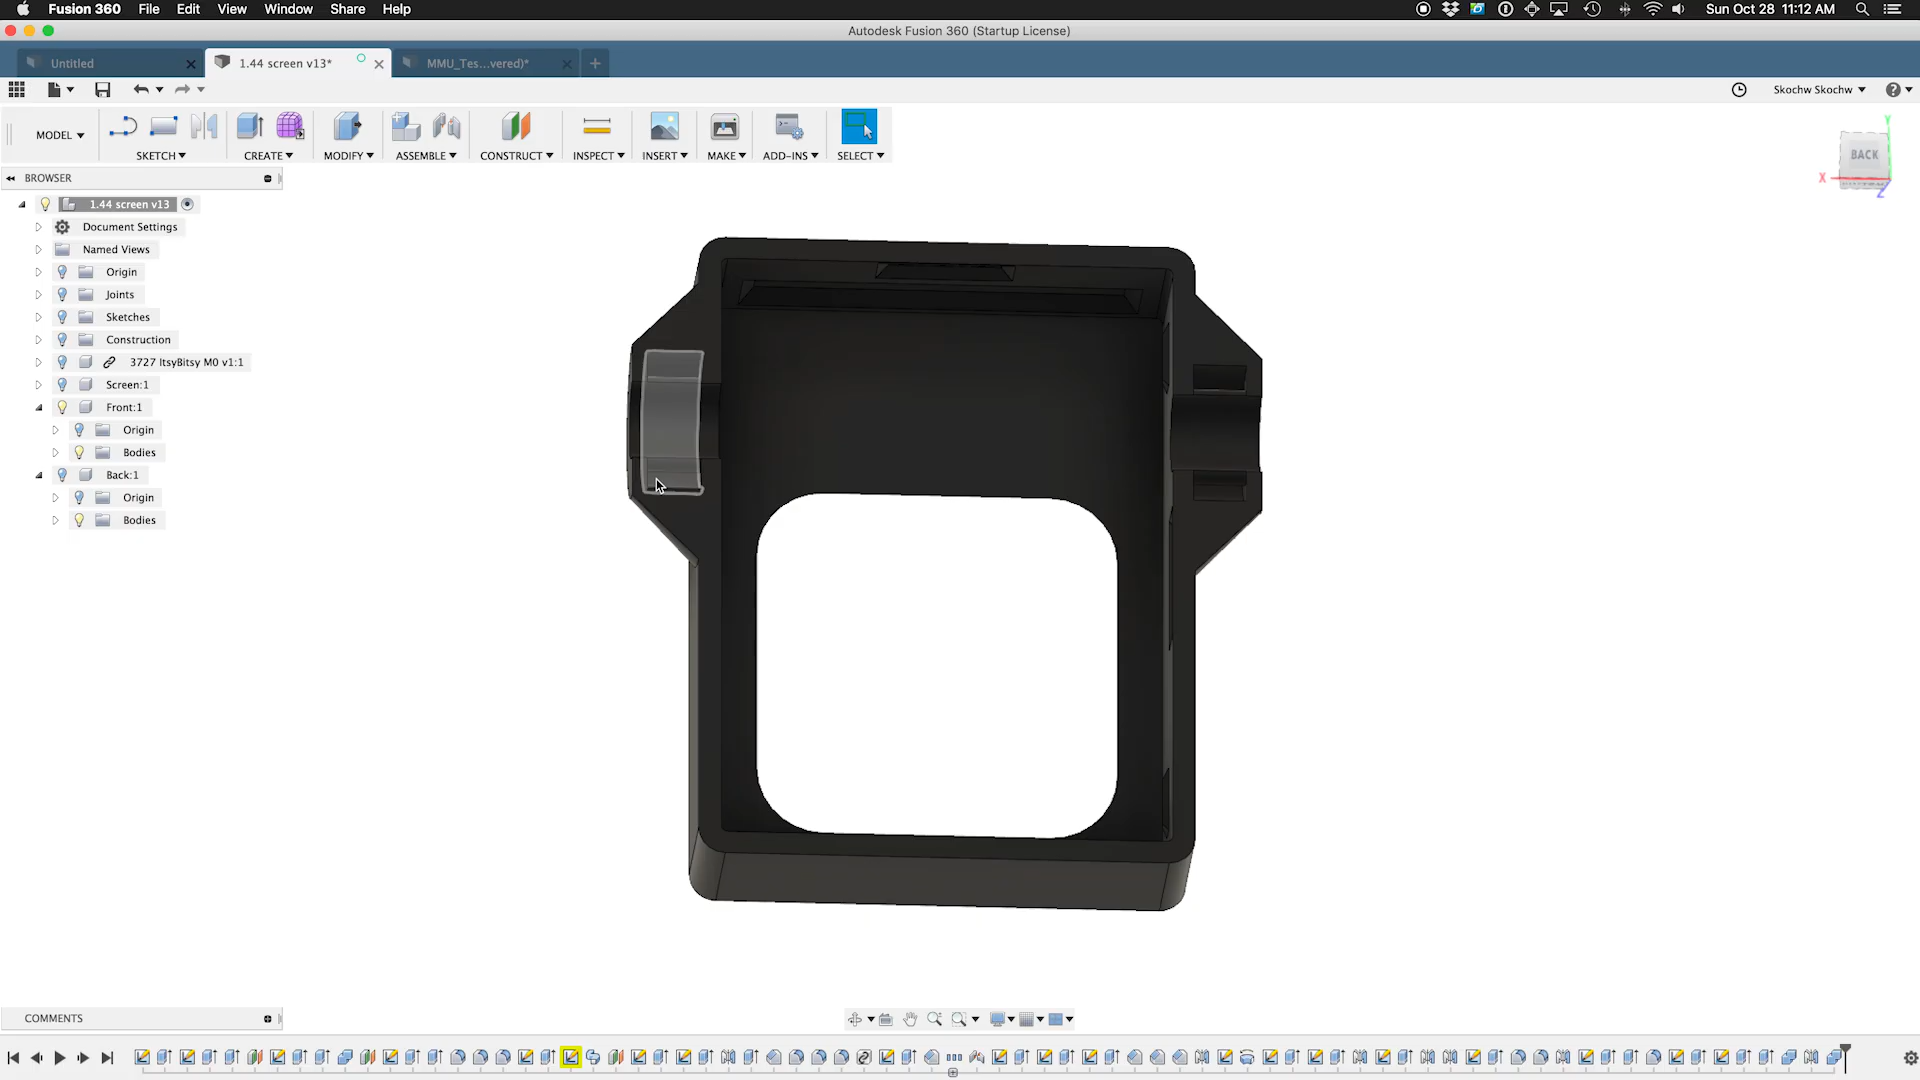 Fusion 360 File Edit View Window Share Help Sun Oct 28 11:12 AM
Autodesk Fusion 360 (Startup License)
Untitled 1.44 screen v13* MMU_Tes...vered)*
Skochw Skochw
MODEL SKETCH CREATE MODIFY ASSEMBLE CONSTRUCT INSPECT INSERT MAKE ADD-INS SELECT
Y
BACK
X
Z
BROWSER
1.44 screen v13
Document Settings
Named Views
Origin
Joints
Sketches
Construction
3727 ItsyBitsy M0 v1:1
Screen:1
Front:1
Origin
Bodies
Back:1
Origin
Bodies
COMMENTS